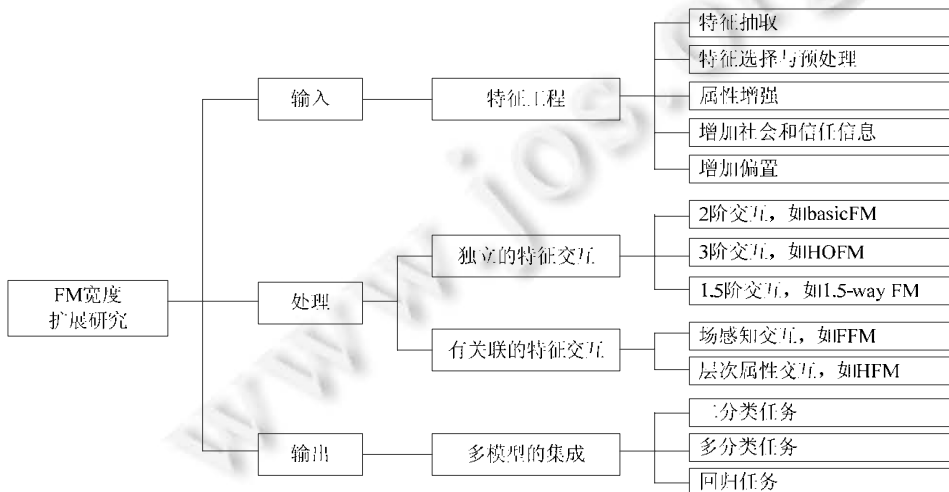 FM宽度
扩展研究
输入
特征工程
特征抽取
特征选择与预处理
属性增强
增加社会和信任信息
增加偏置
处理
独立的特征交互
2阶交互，如basicFM
3阶交互，如HOFM
1.5阶交互，如1.5-way FM
有关联的特征交互
场感知交互，如FFM
层次属性交互，如HFM
输出
多模型的集成
二分类任务
多分类任务
回归任务
www.jos.or